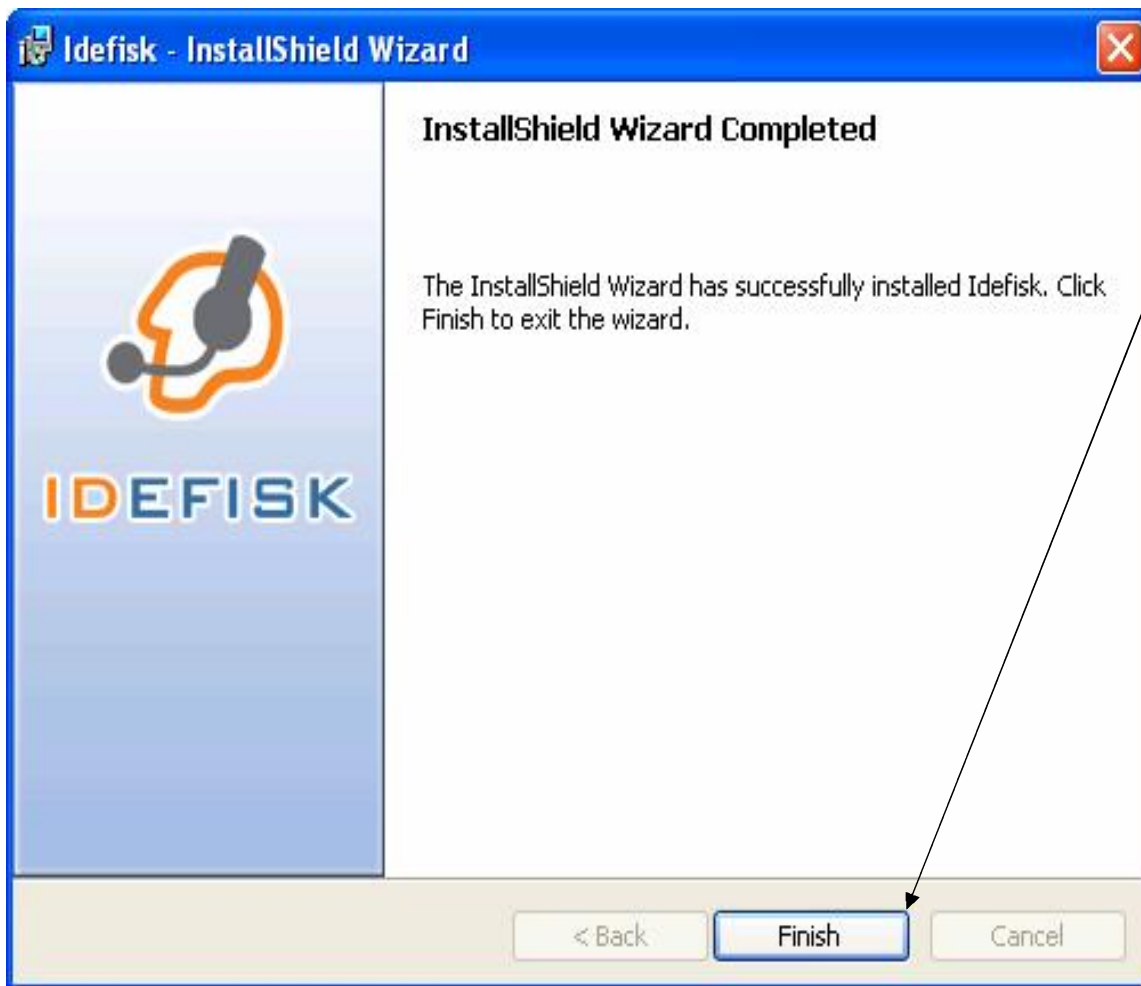 Idefisk - InstallShield Wizard
InstallShield Wizard Completed
The InstallShield Wizard has successfully installed Idefisk. Click
Finish to exit the wizard.
IDEFISK
< Back
Finish
Cancel